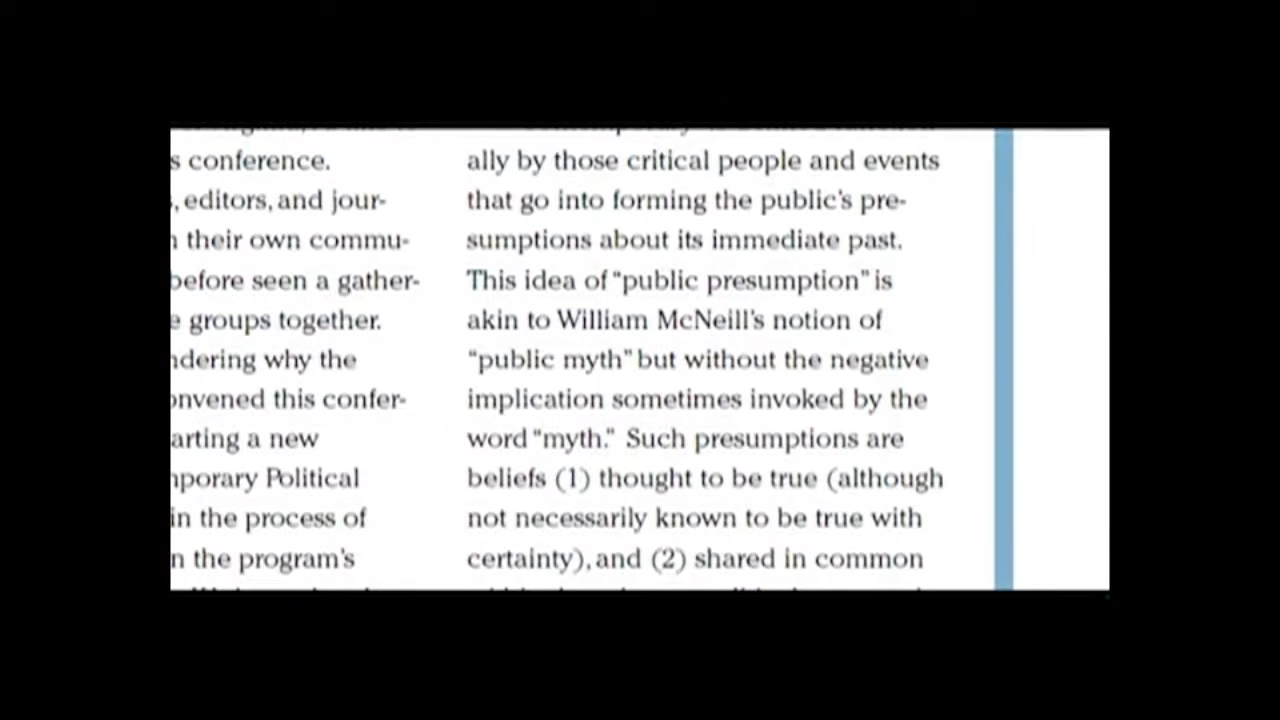 s conference.
, editors, and jour-
their own commu-
before seen a gather-
groups together.
why the
this confer-
a new
Political
in the process of
the program's
ally by those critical people and events
that go into forming the public's pre-
sumptions about its immediate past.
This idea of "public presumption" is
akin to William McNeill's notion of
"public myth" but without the negative
implication sometimes invoked by the
word "myth." Such presumptions are
beliefs (1) thought to be true (although
not necessarily known to be true with
certainty), and (2) shared in common